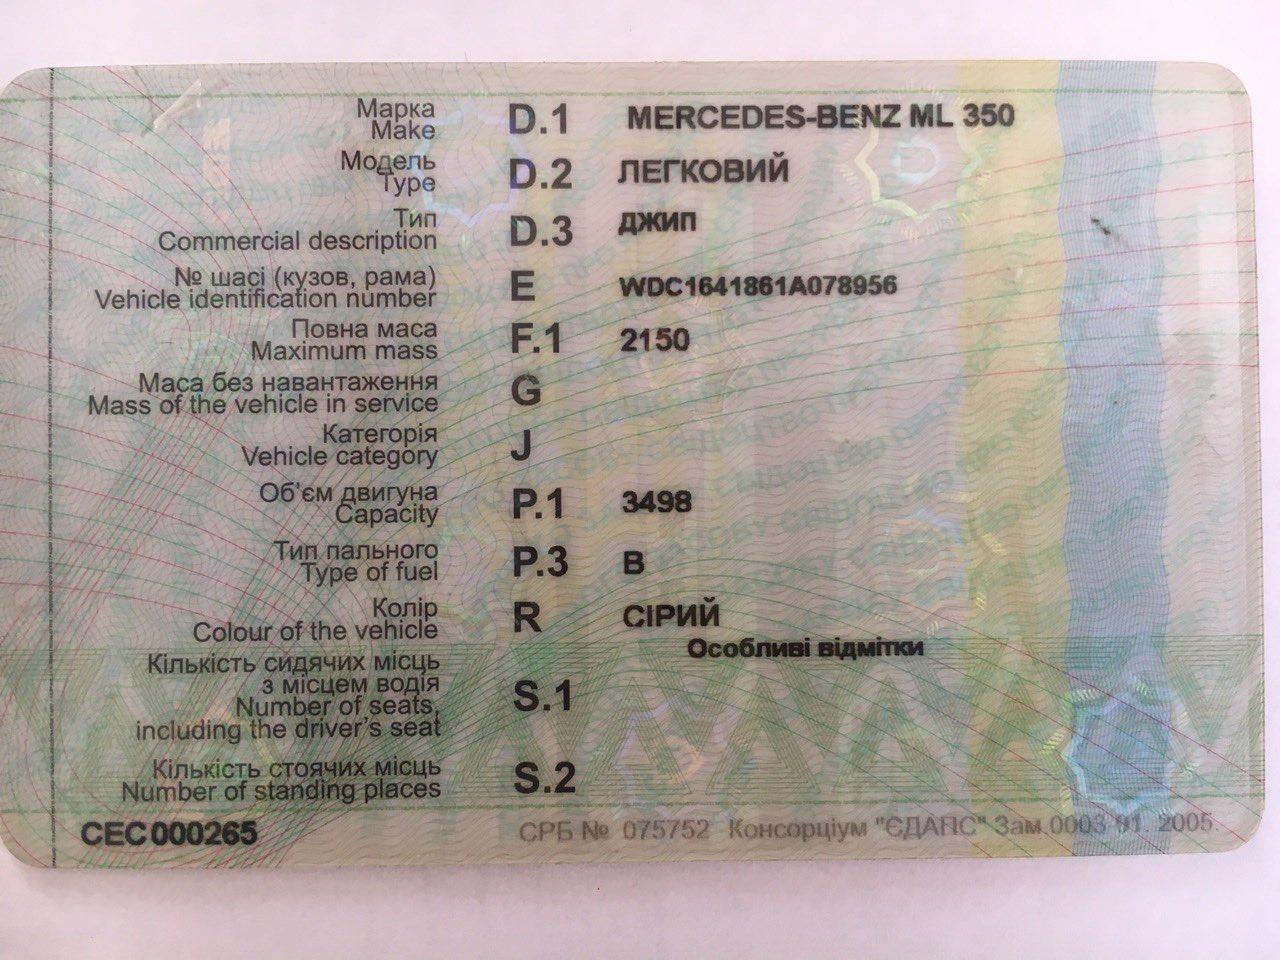 Марка
Make D.1 MERCEDES-BENZ ML 350
Модель
Type D.2 ЛЕГКОВИЙ
Тип
Commercial description D.3 ДЖИП
№ шасі (кузов, рама)
Vehicle identification number E WDC1641861A078956
Повна маса
Maximum mass F.1 2150
Маса без навантаження
Mass of the vehicle in service G
Категорія
Vehicle category J
Об'єм двигуна
Capacity P.1 3498
Тип пального
Type of fuel P.3 B
Колір
Colour of the vehicle R СІРИЙ
Особливі відмітки
Кількість сидячих місць
з місцем водія
Number of seats, S.1
including the driver's seat
Кількість стоячих місць
Number of standing places S.2
CEC000265
СРБ № 075752 Консорціум "ЄДАПС" Зам.0003 01. 2005.